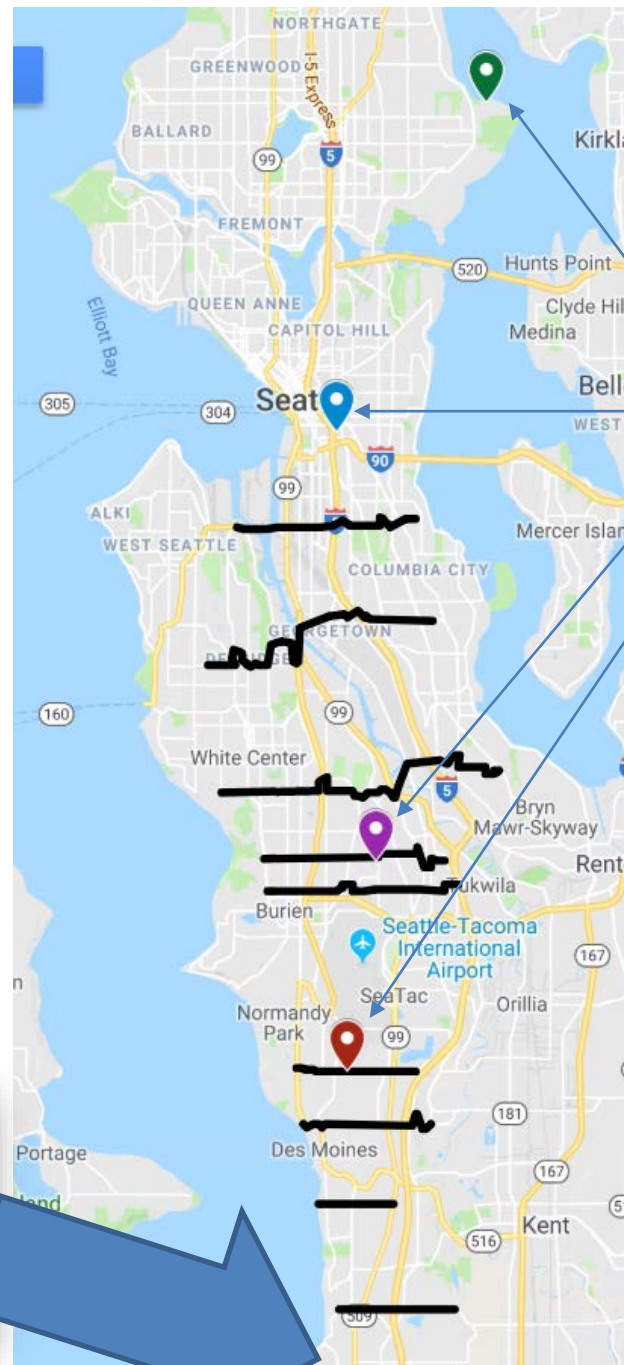 NORTHGATE
GREENWOOD
I-5 Express
BALLARD
5
Kirkla
99
FREMONT
520
Hunts Point
QUEEN ANNE
Clyde Hil
Elliott Bay
CAPITOL HILL
Medina
Seat
Bell
305
304
WEST
90
99
ALKI
WEST SEATTLE
Mercer Islan
COLUMBIA CITY
GEORGETOWN
160
99
White Center
5
Bryn
Mawr-Skyway
Rent
Tukwila
Burien
Seattle-Tacoma
International
Airport
167
n
SeaTac
Orillia
Normandy
Park
99
181
Portage
Des Moines
167
land
Kent
516
509